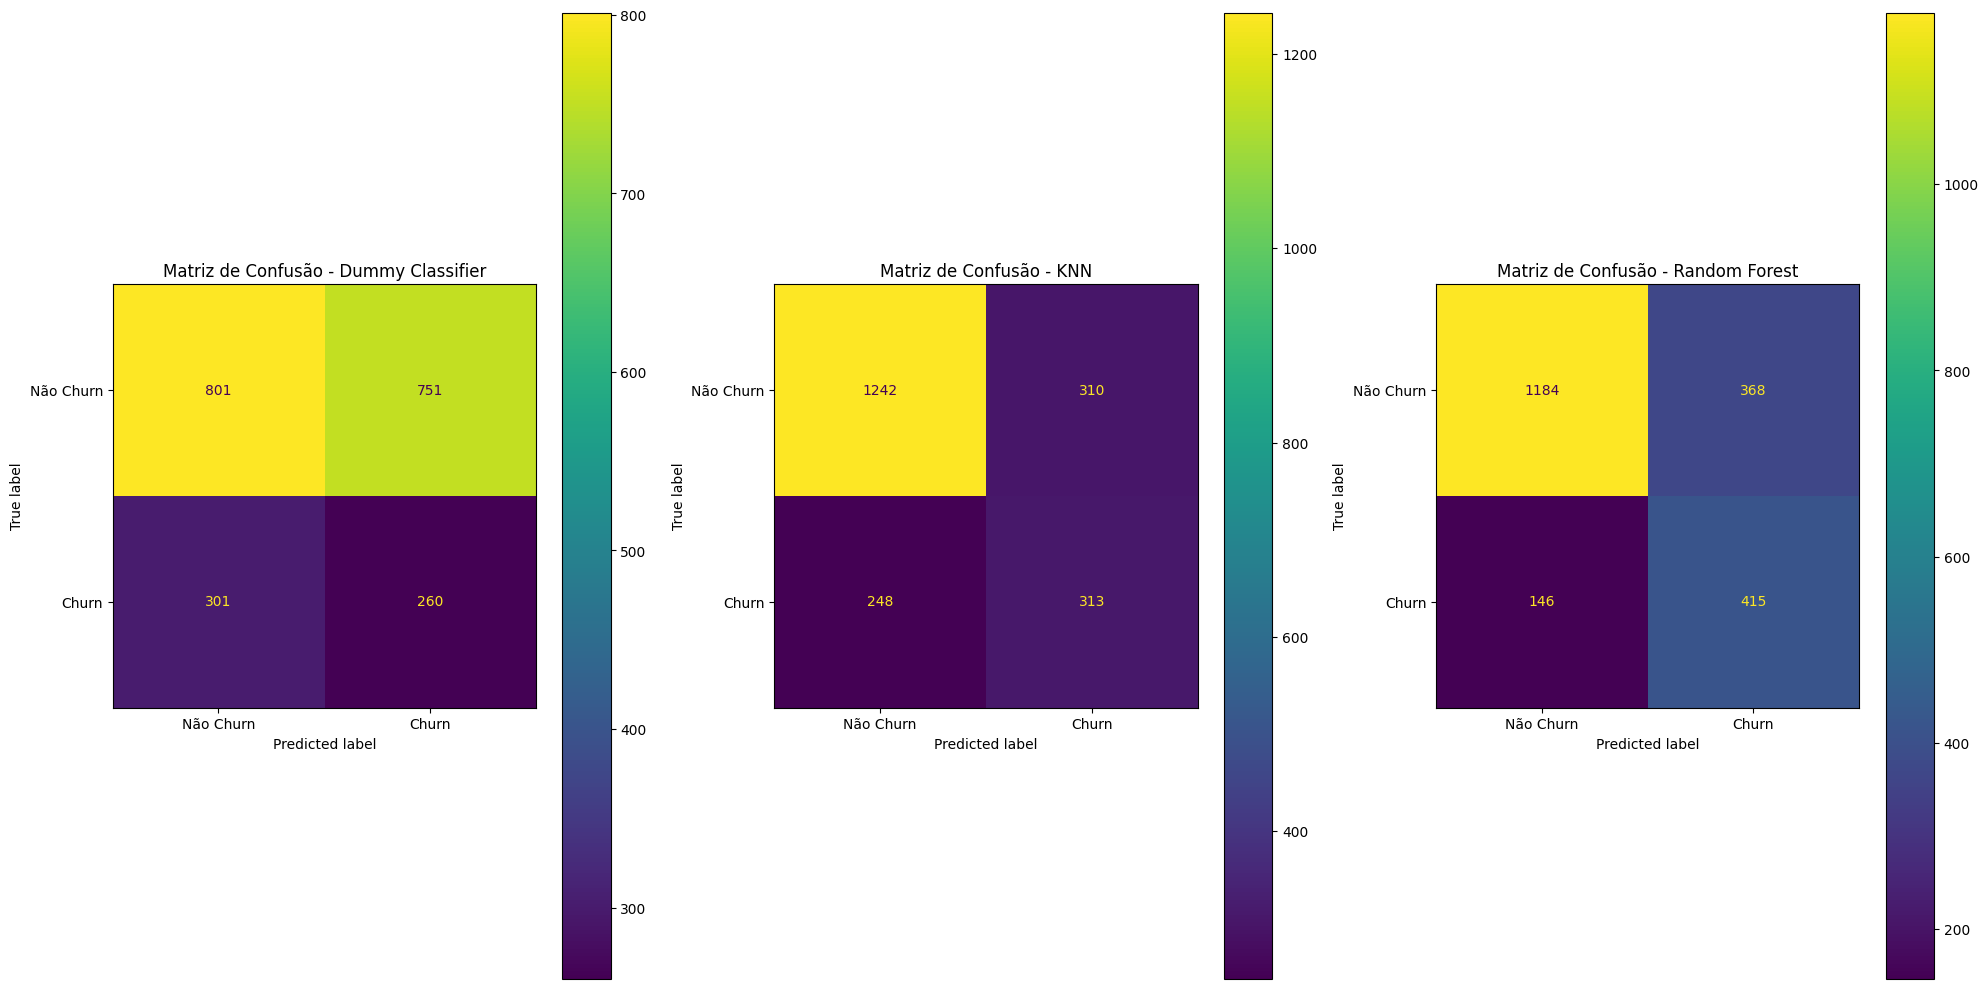 Matriz de Confusão - Dummy Classifier
True label
Não Churn
801
751
Churn
301
260
Não Churn
Churn
Predicted label
800
700
600
500
400
300
Matriz de Confusão - KNN
True label
Não Churn
1242
310
Churn
248
313
Não Churn
Churn
Predicted label
1200
1000
800
600
400
Matriz de Confusão - Random Forest
True label
Não Churn
1184
368
Churn
146
415
Não Churn
Churn
Predicted label
1000
800
600
400
200